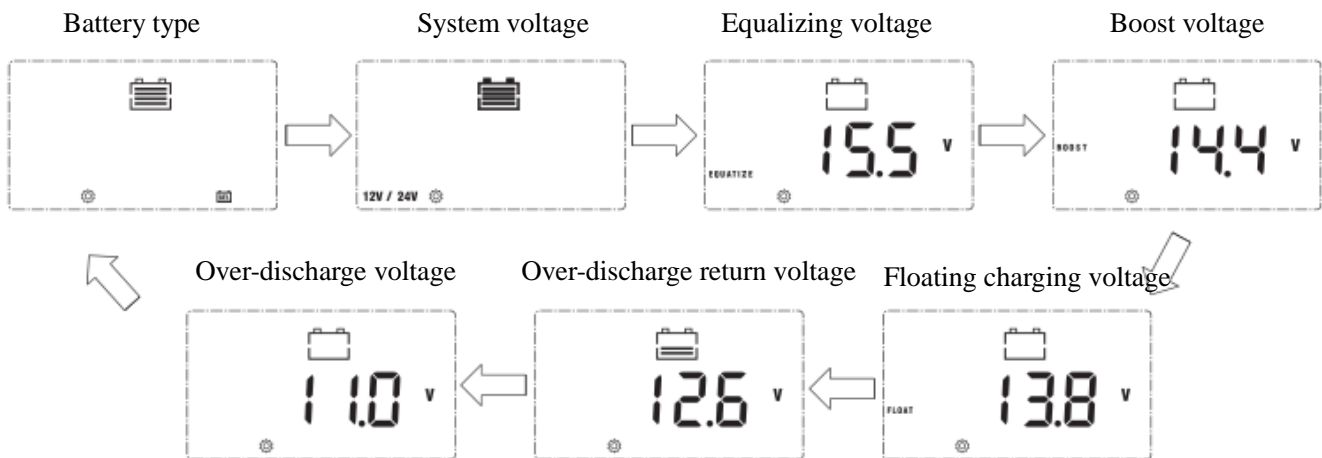 Battery type
System voltage
Equalizing voltage
Boost voltage
12V / 24V
EQUATIZE
15.5 V
BOOST
14.4 V
Over-discharge voltage
Over-discharge return voltage
Floating charging voltage
11.0 V
12.6 V
FLOAT
13.8 V